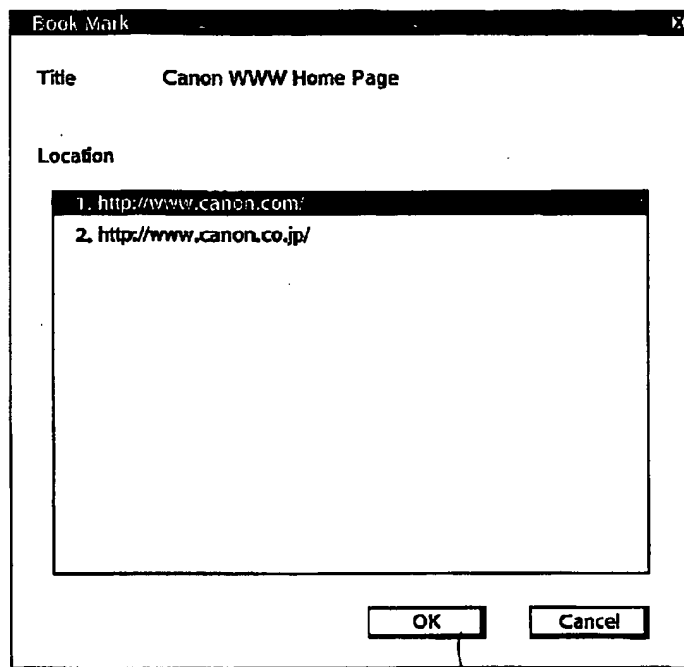 Book Mark X
Title Canon WWW Home Page
Location
1. http://www.canon.com/
2. http://www.canon.co.jp/
OK Cancel